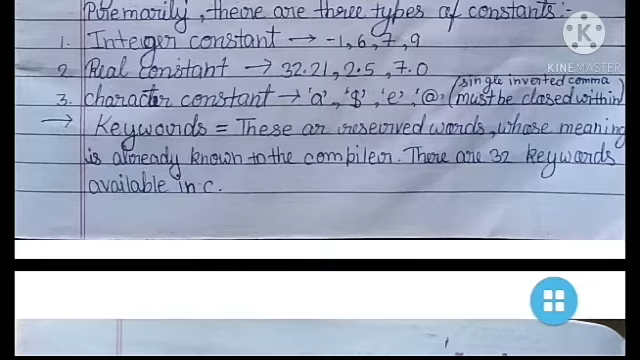 Primarily, there are three types of constants:-
1. Integer constant → -1, 6, 7, 9
2. Real constant → 32.21, 2.5, 7.0
3. character constant → 'a', '$', 'e', '@' (single inverted comma must be closed within)
→ Keywords = These ar reserved words, whose meaning
is already known to the compiler. There are 32 keywords
available in c.
KINEMASTER